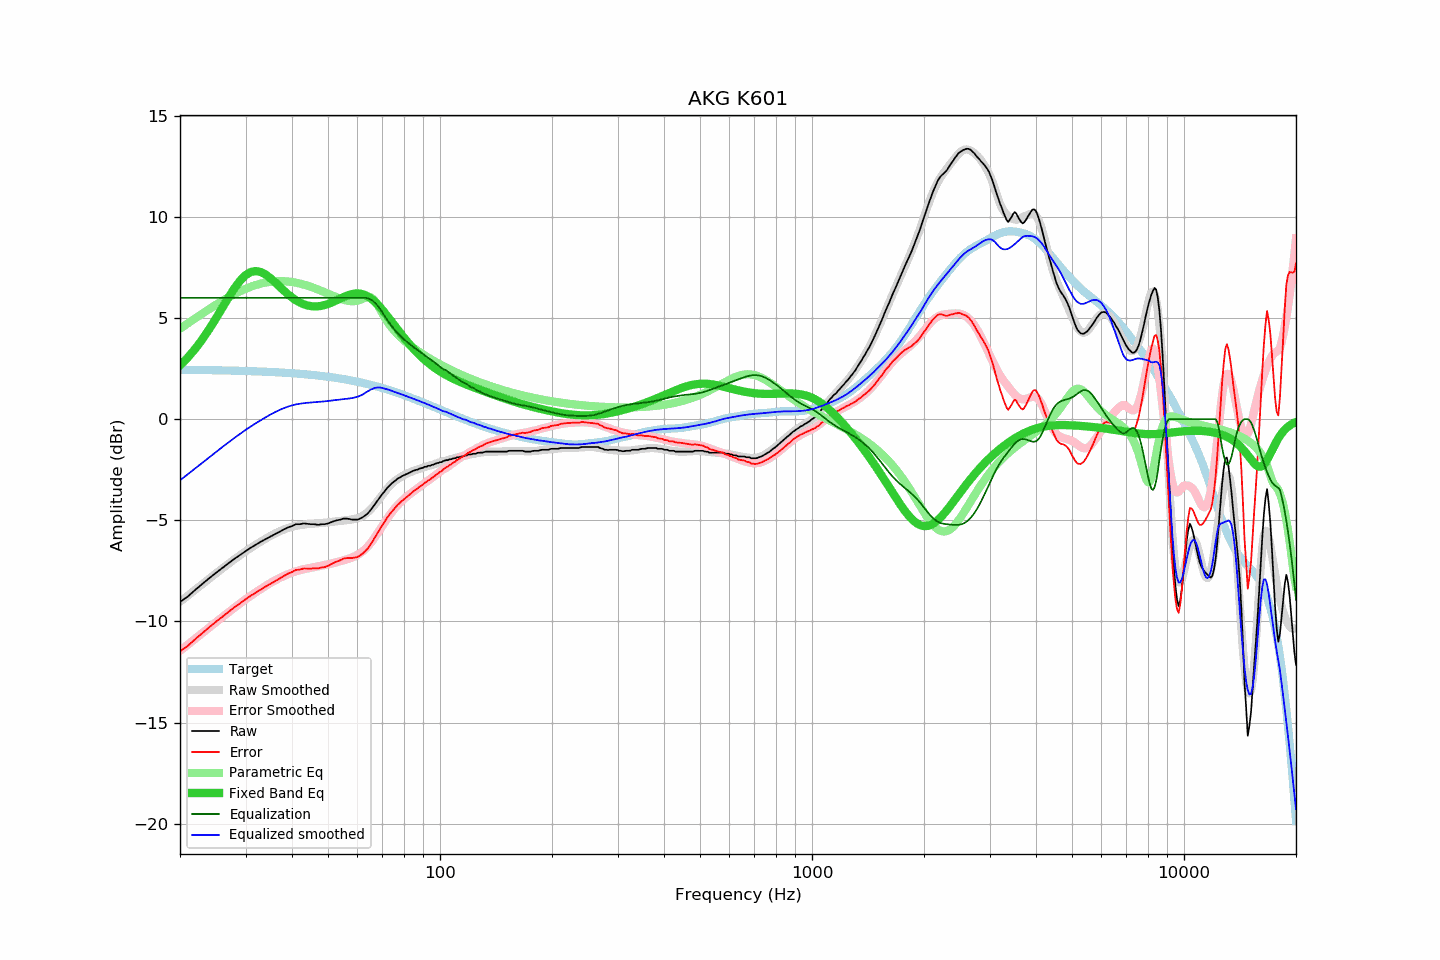 AKG K601
Amplitude (dBr)
15
10
5
0
−5
−10
−15
−20
Target
Raw Smoothed
Error Smoothed
Raw
Error
Parametric Eq
Fixed Band Eq
Equalization
Equalized smoothed
100
1000
10000
Frequency (Hz)